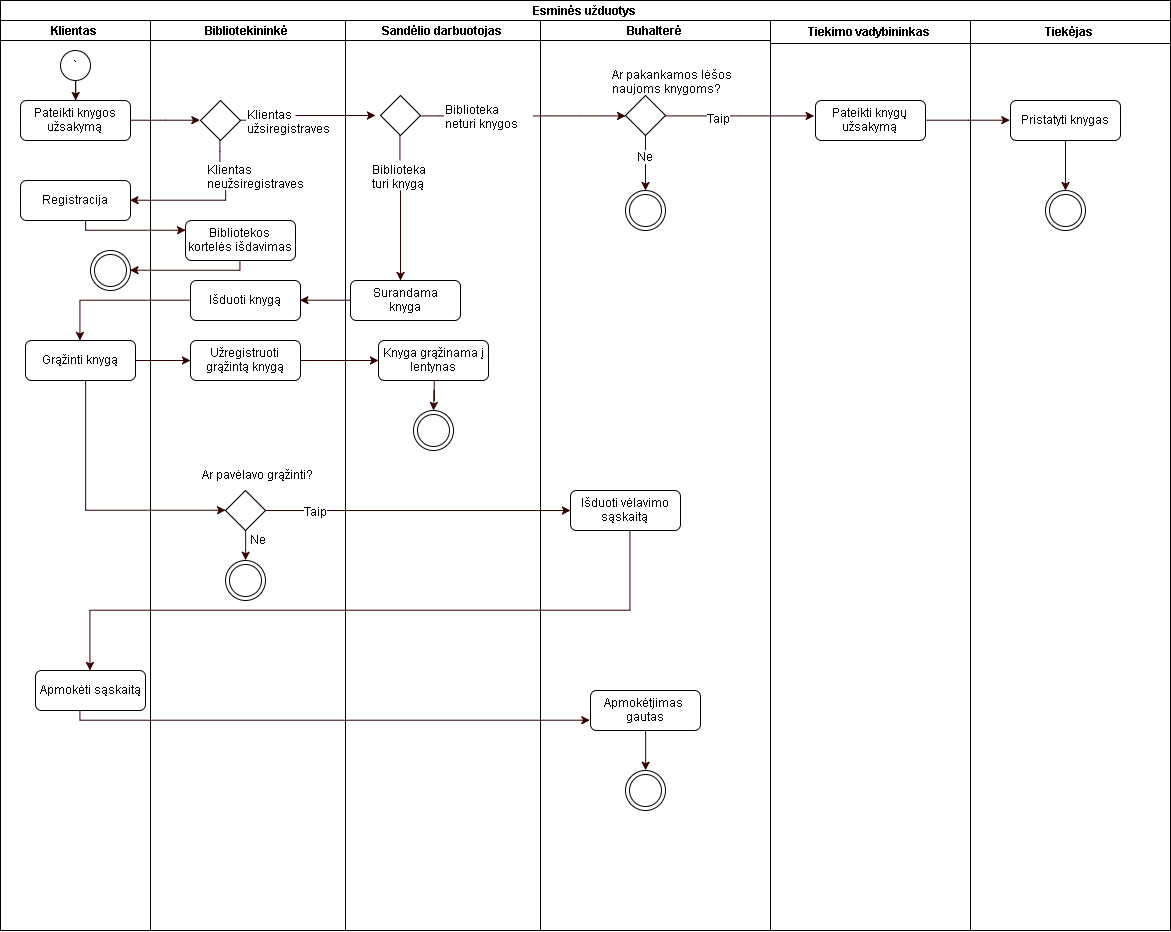 Esminės užduotys
Klientas
Bibliotekininkė
Sandėlio darbuotojas
Buhalterė
Tiekimo vadybininkas
Tiekėjas
`
Ar pakankamos lėšos
naujoms knygoms?
Pateikti knygos
užsakymą
Klientas
užsiregistraves
Biblioteka
neturi knygos
Taip
Pateikti knygų
užsakymą
Pristatyti knygas
Ne
Klientas
neužsiregistraves
Biblioteka
turi knygą
Registracija
Bibliotekos
kortelės išdavimas
Išduoti knygą
Surandama
knyga
Grąžinti knygą
Užregistruoti
grąžintą knygą
Knyga grąžinama į
lentynas
Ar pavėlavo grąžinti?
Taip
Išduoti vėlavimo
sąskaitą
Ne
Apmokėti sąskaitą
Apmokėtjimas
gautas